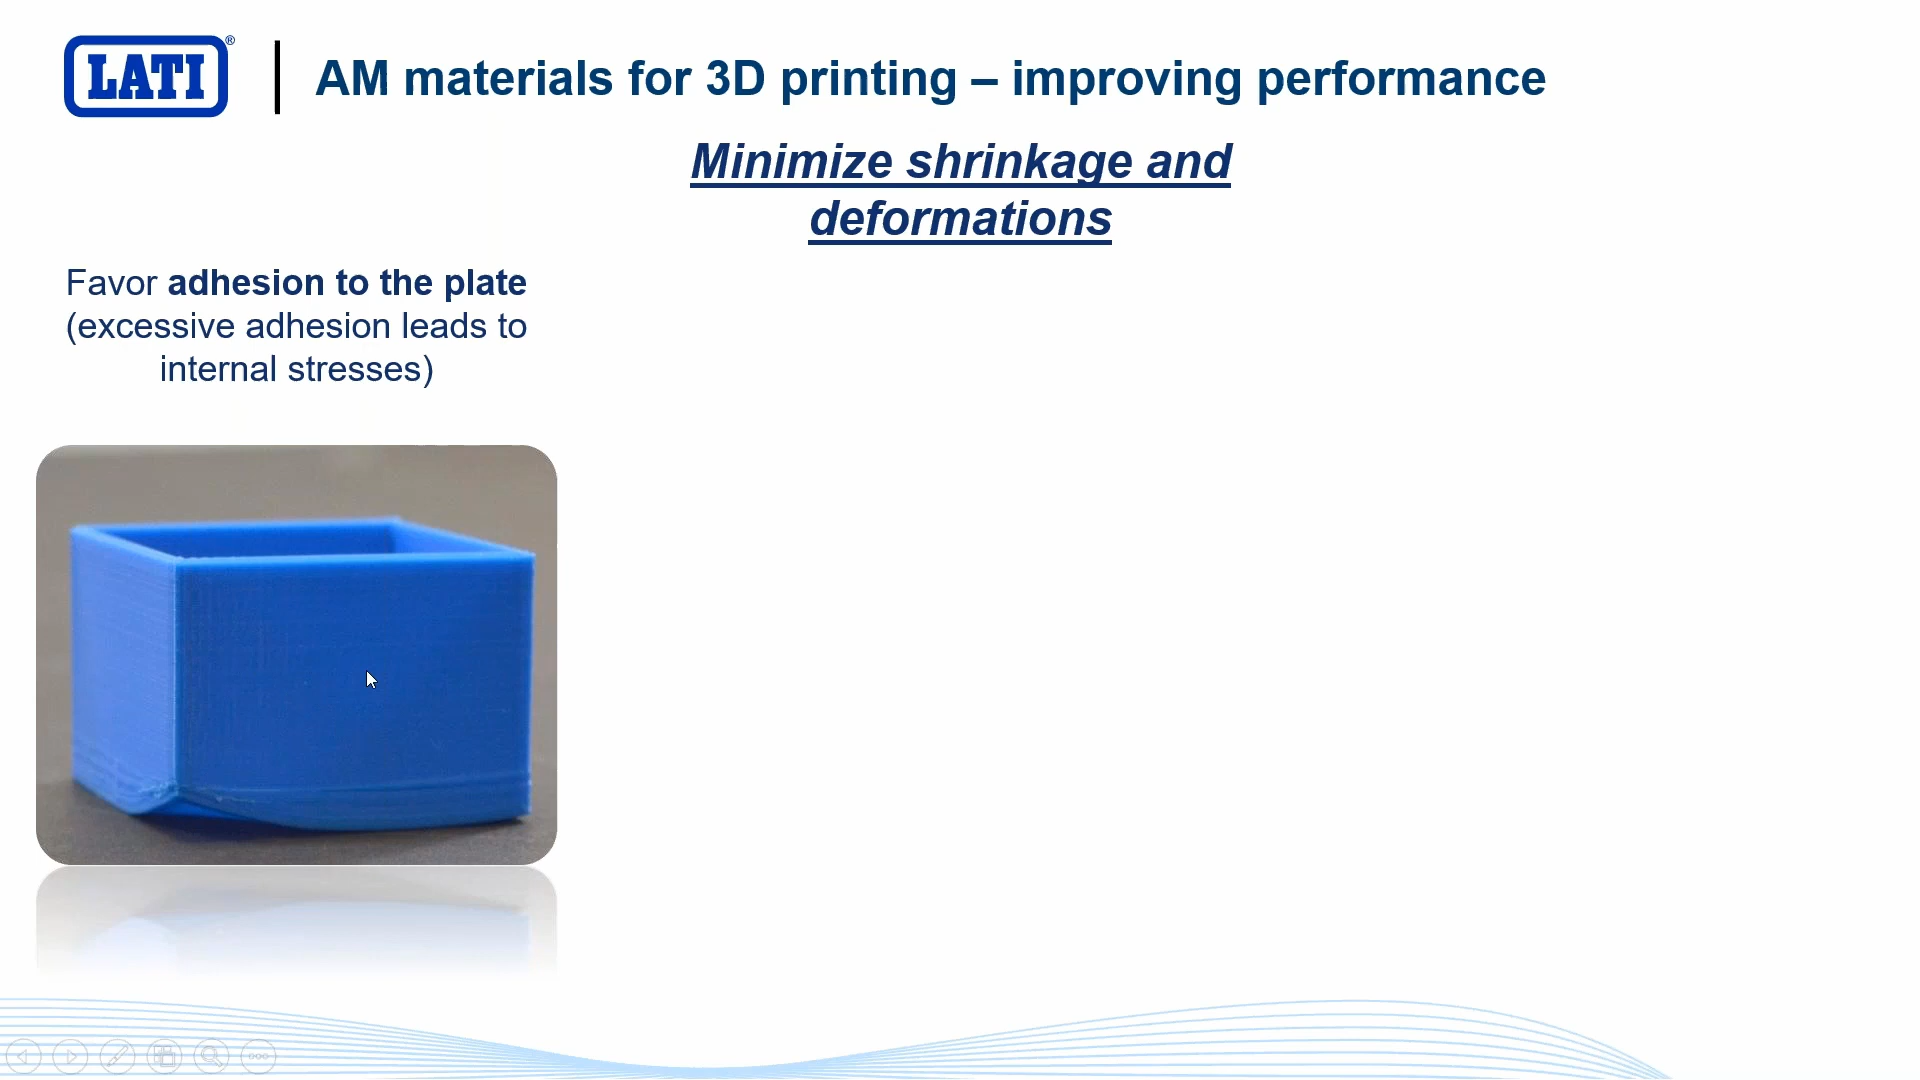 LATI®
AM materials for 3D printing – improving performance
Minimize shrinkage and
deformations
Favor adhesion to the plate
(excessive adhesion leads to
internal stresses)